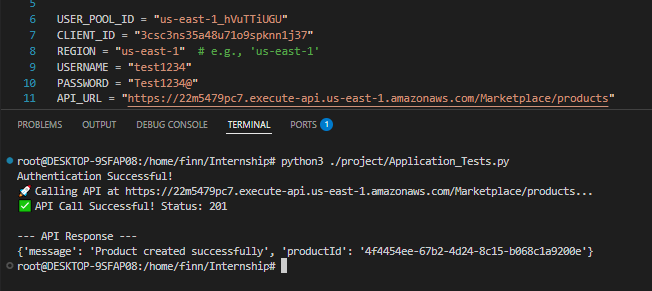 5
6 USER_POOL_ID = "us-east-1_hVuTTiUGU"
7 CLIENT_ID = "3csc3ns35a48u71o9spknn1j37"
8 REGION = "us-east-1" # e.g., 'us-east-1'
9 USERNAME = "test1234"
10 PASSWORD = "Test1234@"
11 API_URL = "https://22m5479pc7.execute-api.us-east-1.amazonaws.com/Marketplace/products"
PROBLEMS OUTPUT DEBUG CONSOLE TERMINAL PORTS 1
root@DESKTOP-9SFAP08:/home/finn/Internship# python3 ./project/Application_Tests.py
Authentication Successful!
🚀 Calling API at https://22m5479pc7.execute-api.us-east-1.amazonaws.com/Marketplace/products...
✅ API Call Successful! Status: 201
--- API Response ---
{'message': 'Product created successfully', 'productId': '4f4454ee-67b2-4d24-8c15-b068c1a9200e'}
root@DESKTOP-9SFAP08:/home/finn/Internship#